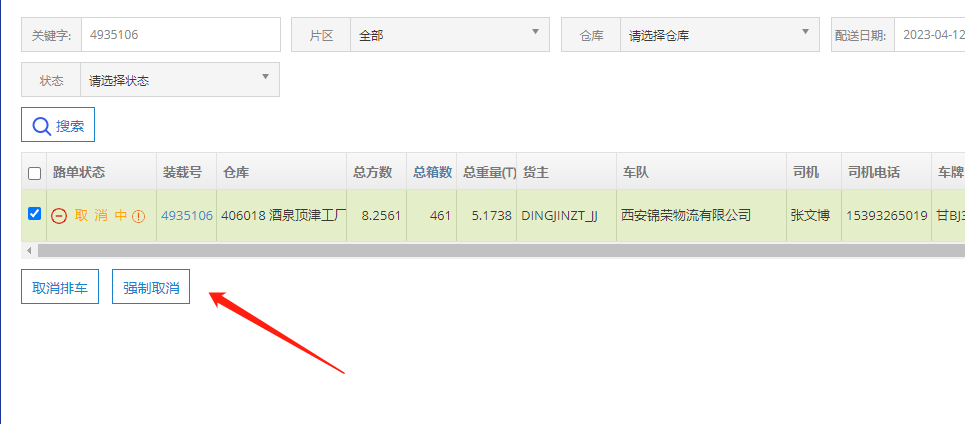 关键字: 4935106 片区 全部 仓库 请选择仓库 配送日期: 2023-04-12
状态 请选择状态
搜索
路单状态 装载号 仓库 总方数 总箱数 总重量(T) 货主 车队 司机 司机电话 车牌
取 消 中 4935106 406018 酒泉顶津工厂 8.2561 461 5.1738 DINGJINZT_JJ 西安锦荣物流有限公司 张文博 15393265019 甘BJ3
取消排车 强制取消